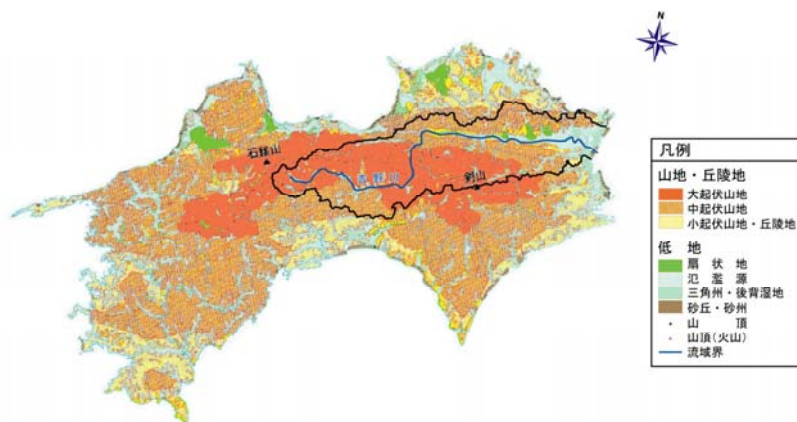 N
石鎚山
吉野川
剣山
凡例
山地・丘陵地
大起伏山地
中起伏山地
小起伏山地・丘陵地
低 地
扇 状 地
氾 濫 源
三角州・後背湿地
砂丘・砂州
山 頂
山頂(火山)
流域界